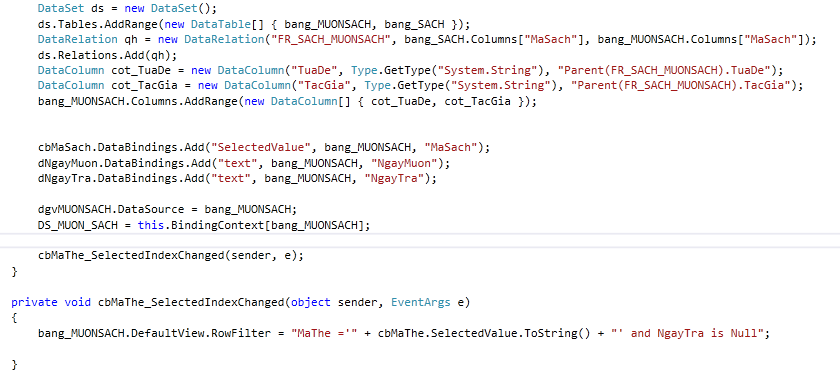 DataSet ds = new DataSet();
ds.Tables.AddRange(new DataTable[] { bang_MUONSACH, bang_SACH });
DataRelation qh = new DataRelation("FR_SACH_MUONSACH", bang_SACH.Columns["MaSach"], bang_MUONSACH.Columns["MaSach"]);
ds.Relations.Add(qh);
DataColumn cot_TuaDe = new DataColumn("TuaDe", Type.GetType("System.String"), "Parent(FR_SACH_MUONSACH).TuaDe");
DataColumn cot_TacGia = new DataColumn("TacGia", Type.GetType("System.String"), "Parent(FR_SACH_MUONSACH).TacGia");
bang_MUONSACH.Columns.AddRange(new DataColumn[] { cot_TuaDe, cot_TacGia });
cbMaSach.DataBindings.Add("SelectedValue", bang_MUONSACH, "MaSach");
dNgayMuon.DataBindings.Add("text", bang_MUONSACH, "NgayMuon");
dNgayTra.DataBindings.Add("text", bang_MUONSACH, "NgayTra");
dgvMUONSACH.DataSource = bang_MUONSACH;
DS_MUON_SACH = this.BindingContext[bang_MUONSACH];
cbMaThe_SelectedIndexChanged(sender, e);
}
private void cbMaThe_SelectedIndexChanged(object sender, EventArgs e)
{
bang_MUONSACH.DefaultView.RowFilter = "MaThe ='" + cbMaThe.SelectedValue.ToString() + "' and NgayTra is Null";
}